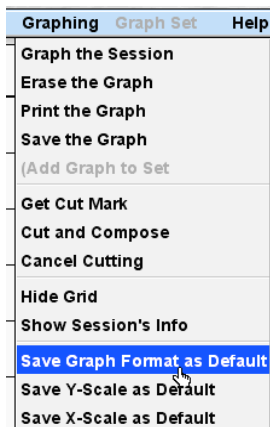 Graphing Graph Set Help
Graph the Session
Erase the Graph
Print the Graph
Save the Graph
(Add Graph to Set
Get Cut Mark
Cut and Compose
Cancel Cutting
Hide Grid
Show Session's Info
Save Graph Format as Default
Save Y-Scale as Default
Save X-Scale as Default